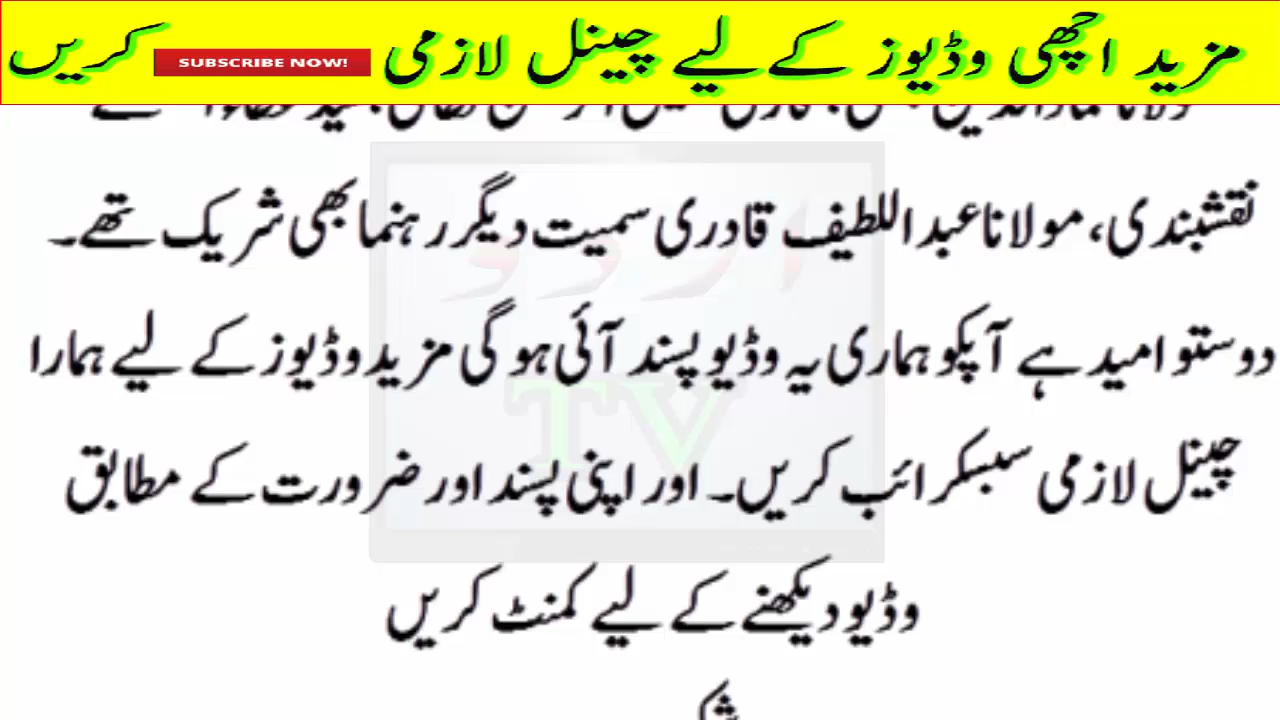 مزید اچھی وڈیوز کے لیے چینل لازمی SUBSCRIBE NOW! کریں
نقشبندی، مولانا عبداللطیف قادری سمیت دیگر رہنما بھی شریک تھے۔
دوستو امید ہے آپکو ہماری یہ وڈیو پسند آئی ہو گی مزید وڈیوز کے لیے ہمارا
چینل لازمی سبسکرائب کریں۔ اور اپنی پسند اور ضرورت کے مطابق
وڈیو دیکھنے کے لیے کمنٹ کریں
اردو
TV